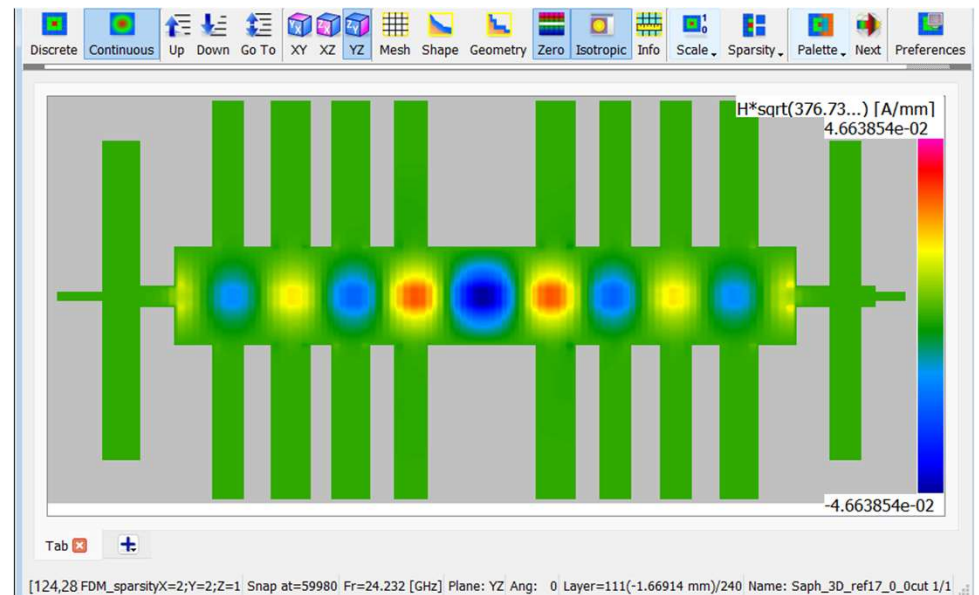 Discrete Continuous Up Down Go To XY XZ YZ Mesh Shape Geometry Zero Isotropic Info Scale Sparsity Palette Next Preferences
H*sqrt(376.73...) [A/mm]
4.663854e-02
-4.663854e-02
Tab
[124,28 FDM_sparsityX=2;Y=2;Z=1 Snap at=59980 Fr=24.232 [GHz] Plane: YZ Ang: 0 Layer=111(-1.66914 mm)/240 Name: Saph_3D_ref17_0_0cut 1/1